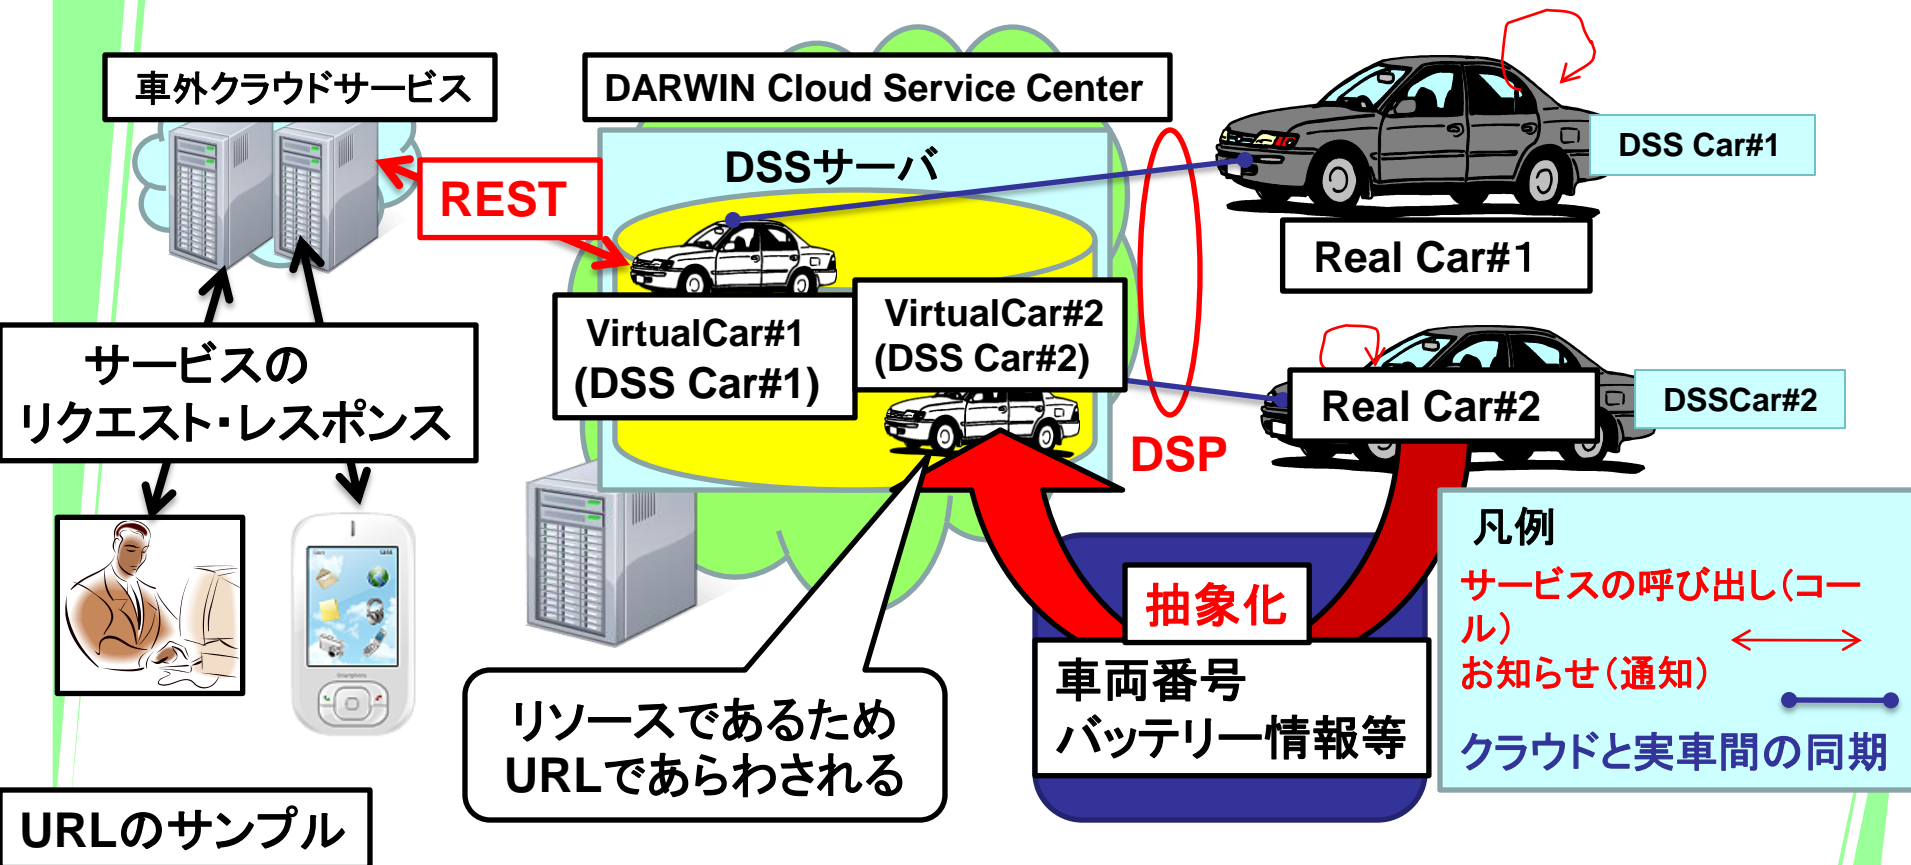 車外クラウドサービス
DARWIN Cloud Service Center
DSSサーバ
REST
DSS Car#1
Real Car#1
VirtualCar#1
(DSS Car#1)
VirtualCar#2
(DSS Car#2)
サービスの
リクエスト・レスポンス
Real Car#2
DSSCar#2
DSP
凡例
サービスの呼び出し(コー
ル)
お知らせ(通知)
クラウドと実車間の同期
抽象化
車両番号
バッテリー情報等
リソースであるため
URLであらわされる
URLのサンプル